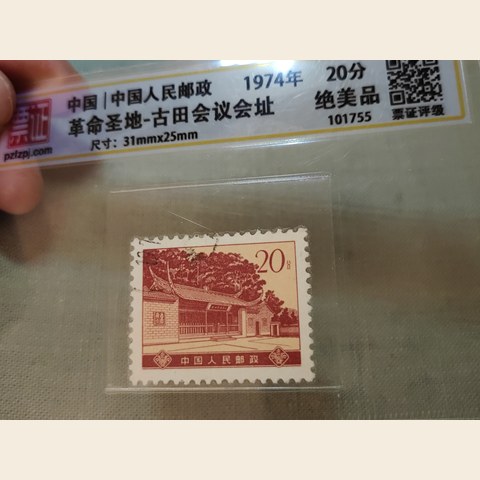 中国|中国人民邮政 1974年 20分
革命圣地-古田会议会址 绝美品
尺寸: 31mmx25mm 101755 票证评级
票证
pzlzpj.com
20分
中国人民邮政